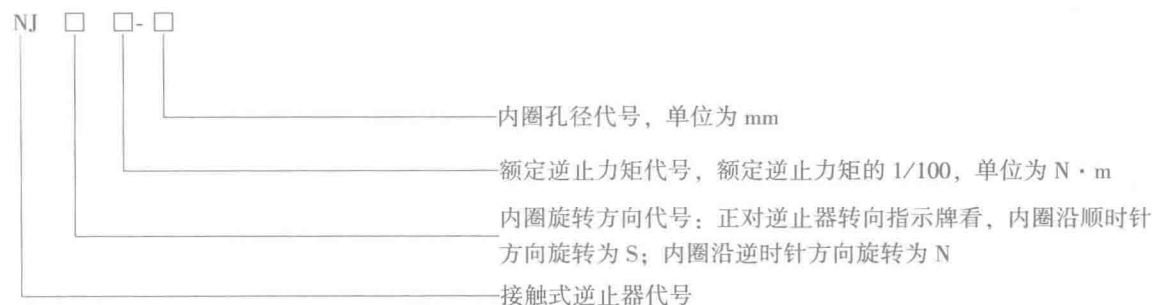 NJ □ □-□
内圈孔径代号，单位为 mm
额定逆止力矩代号，额定逆止力矩的 1/100，单位为 N·m
内圈旋转方向代号：正对逆止器转向指示牌看，内圈沿顺时针
方向旋转为 S；内圈沿逆时针方向旋转为 N
接触式逆止器代号